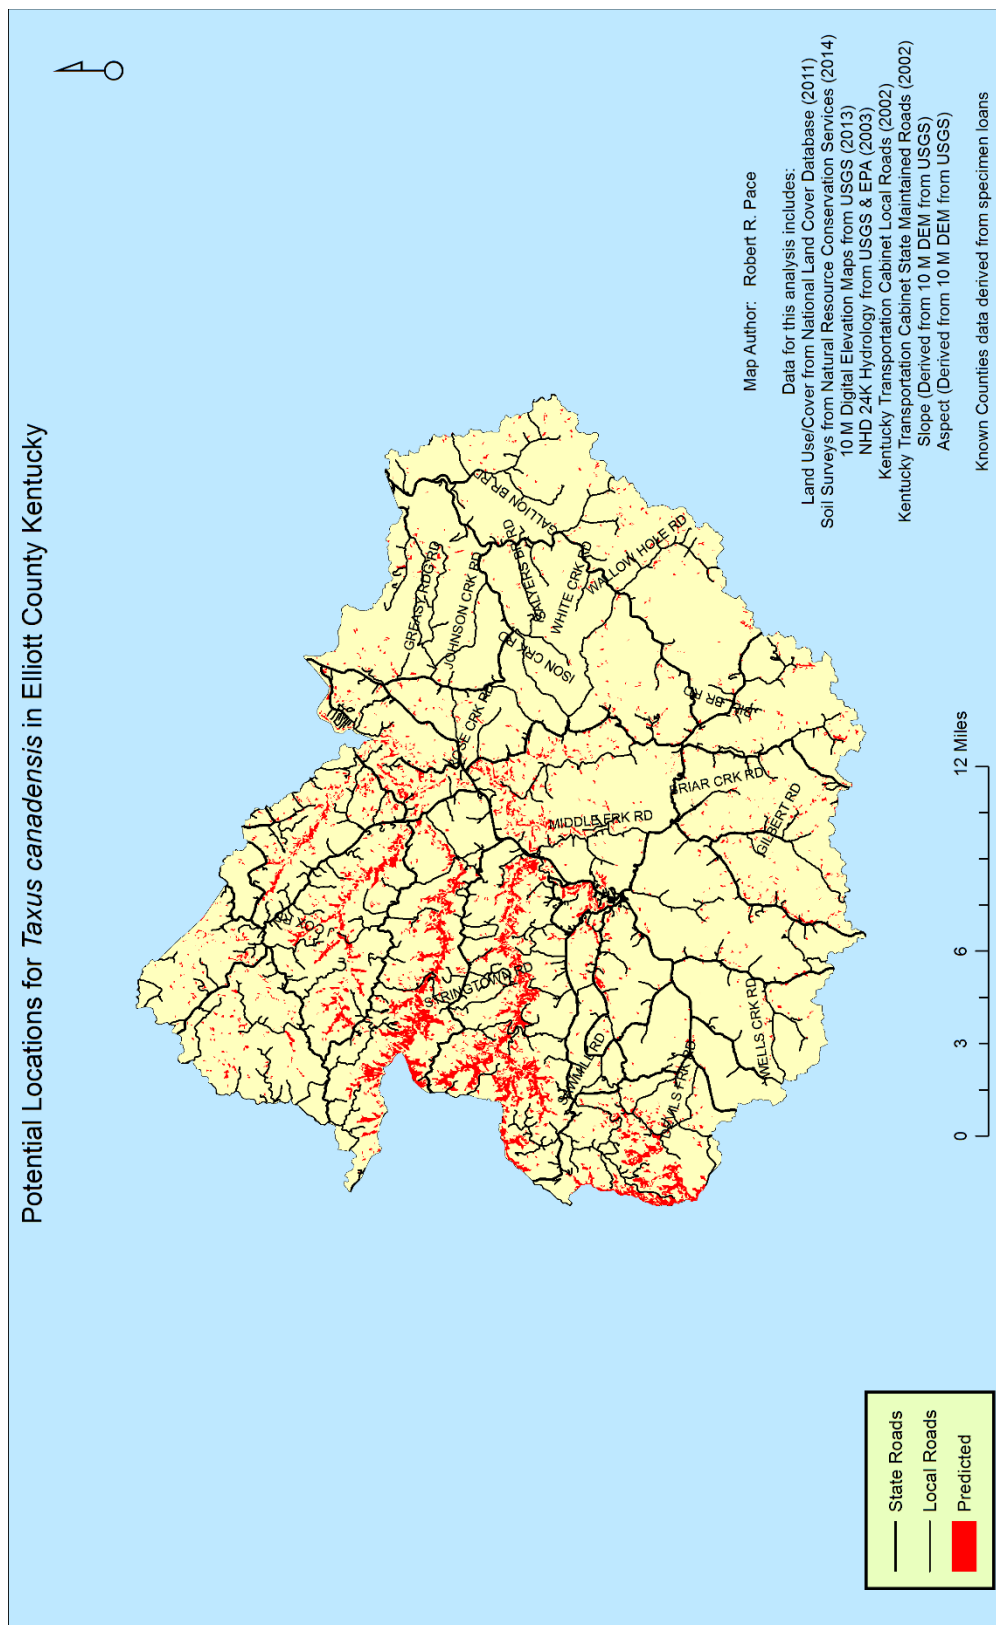 Potential Locations for Taxus canadensis in Elliott County Kentucky
COX RD
STRINGTOWN RD
GREASY RDG RD
JOHNSON CRK RD
GALLION BR RD
SALYERS BR RD
WHITE CRK RD
WALLOW HOLE RD
ISON CRK RD
MIDDLE FRK RD
BRIAR CRK RD
GILBERT RD
DEVILS FRK RD
WELLS CRK RD
Map Author: Robert R. Pace
Data for this analysis includes:
Land Use/Cover from National Land Cover Database (2011)
Soil Surveys from Natural Resource Conservation Services (2014)
10 M Digital Elevation Maps from USGS (2013)
NHD 24K Hydrology from USGS & EPA (2003)
Kentucky Transportation Cabinet Local Roads (2002)
Kentucky Transportation Cabinet State Maintained Roads (2002)
Slope (Derived from 10 M DEM from USGS)
Aspect (Derived from 10 M DEM from USGS)
Known Counties data derived from specimen loans
0 3 6 12 Miles
State Roads
Local Roads
Predicted